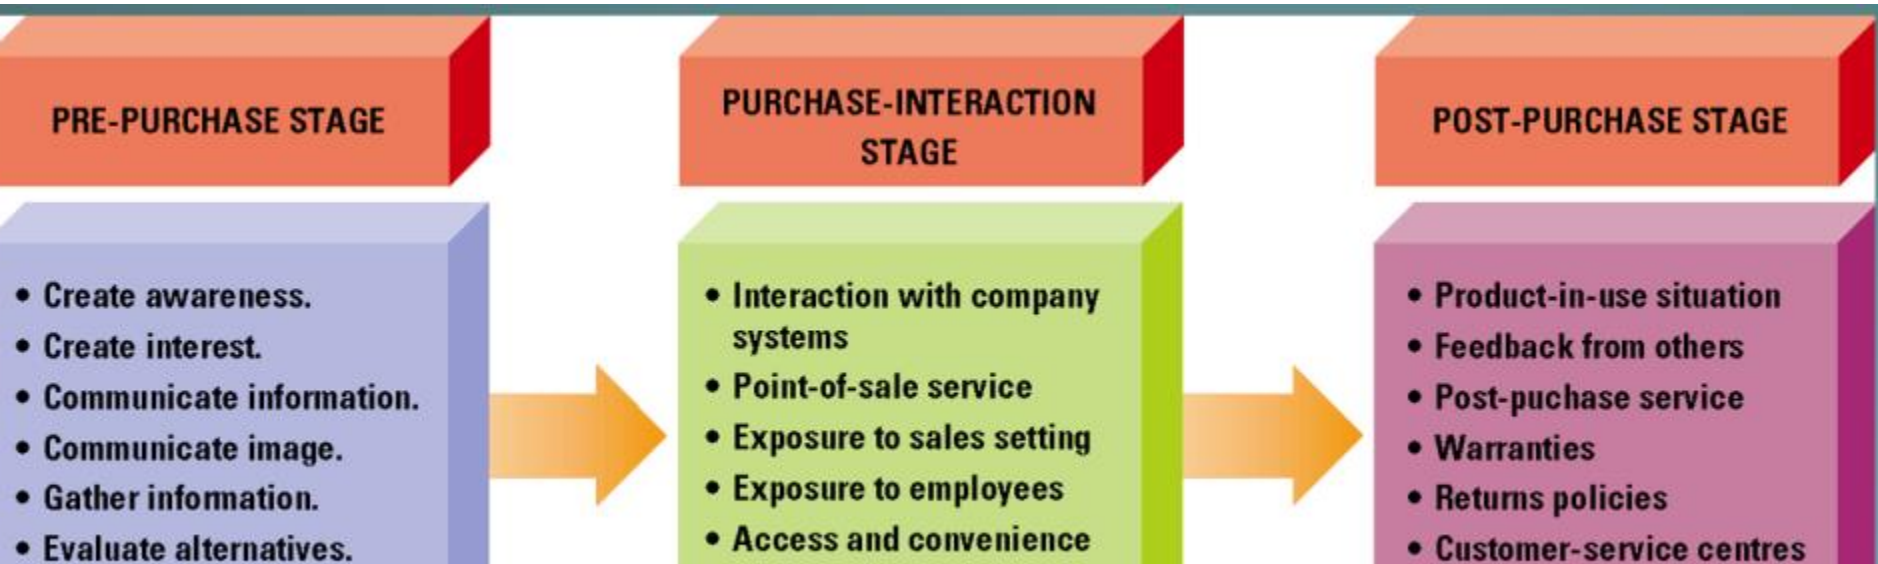 PRE-PURCHASE STAGE
• Create awareness.
• Create interest.
• Communicate information.
• Communicate image.
• Gather information.
• Evaluate alternatives.
PURCHASE-INTERACTION
STAGE
• Interaction with company
systems
• Point-of-sale service
• Exposure to sales setting
• Exposure to employees
• Access and convenience
POST-PURCHASE STAGE
• Product-in-use situation
• Feedback from others
• Post-puchase service
• Warranties
• Returns policies
• Customer-service centres